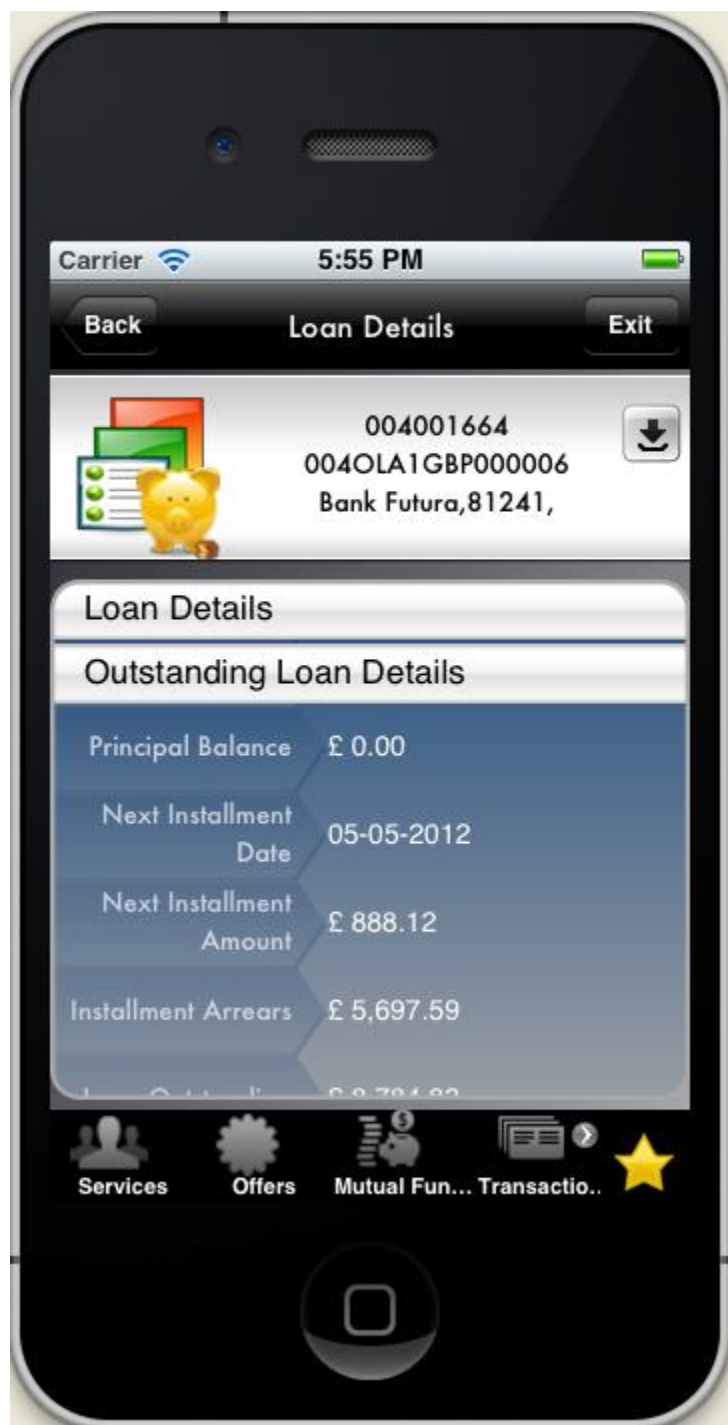 Carrier 5:55 PM
Back Loan Details Exit
004001664
004OLA1GBP000006
Bank Futura,81241,
Loan Details
Outstanding Loan Details
Principal Balance £ 0.00
Next Installment
Date 05-05-2012
Next Installment
Amount £ 888.12
Installment Arrears £ 5,697.59
Services Offers Mutual Fun... Transactio..